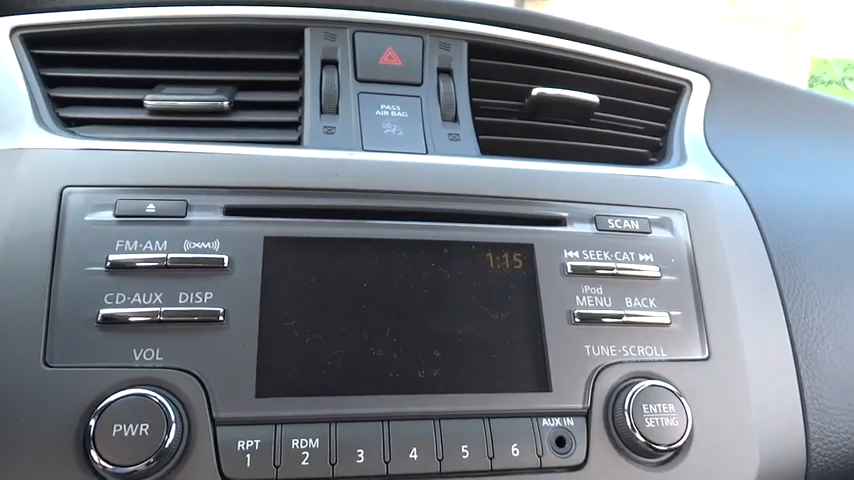 PASS
AIR BAG
SCAN
FM·AM
(((XM)))
1:15
SEEK·CAT
iPod
MENU
BACK
CD·AUX
DISP
VOL
TUNE·SCROLL
PWR
ENTER
SETTING
AUX IN
RPT
1
RDM
2
3
4
5
6